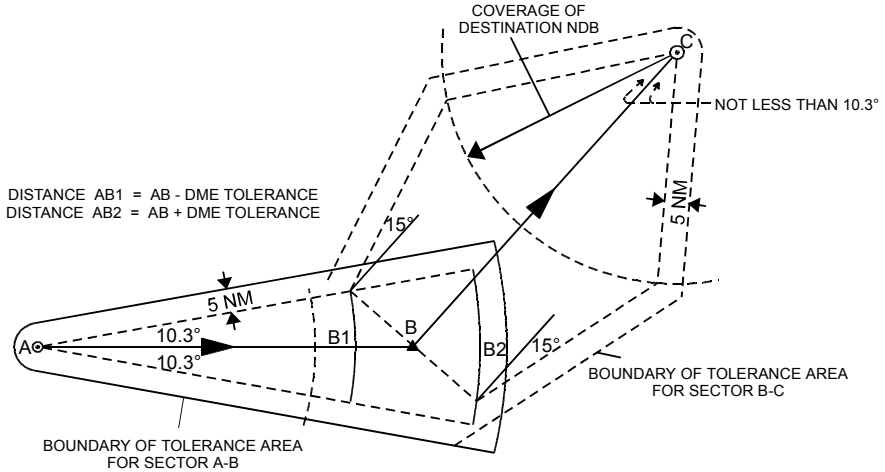 COVERAGE OF
DESTINATION NDB
C
NOT LESS THAN 10.3°
DISTANCE AB1 = AB - DME TOLERANCE
DISTANCE AB2 = AB + DME TOLERANCE
5 NM
15°
5 NM
10.3°
A
B1
B
B2
15°
10.3°
BOUNDARY OF TOLERANCE AREA
FOR SECTOR B-C
BOUNDARY OF TOLERANCE AREA
FOR SECTOR A-B